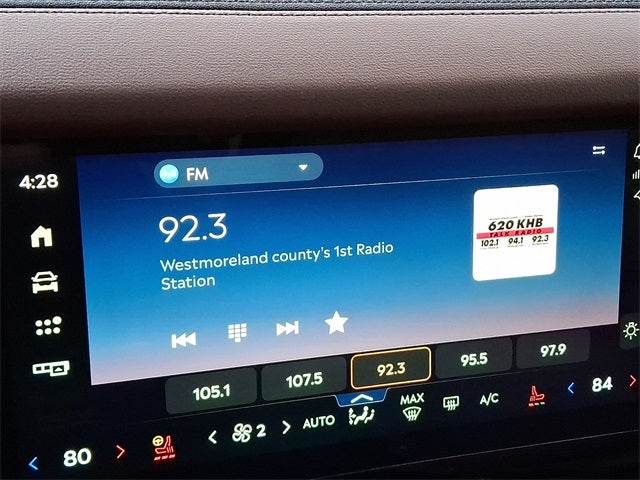 4:28
FM
92.3
Westmoreland county's 1st Radio
Station
620 KHB
TALK RADIO
102.1 94.1 92.3
105.1 107.5 92.3 95.5 97.9
80 2 AUTO MAX A/C 84